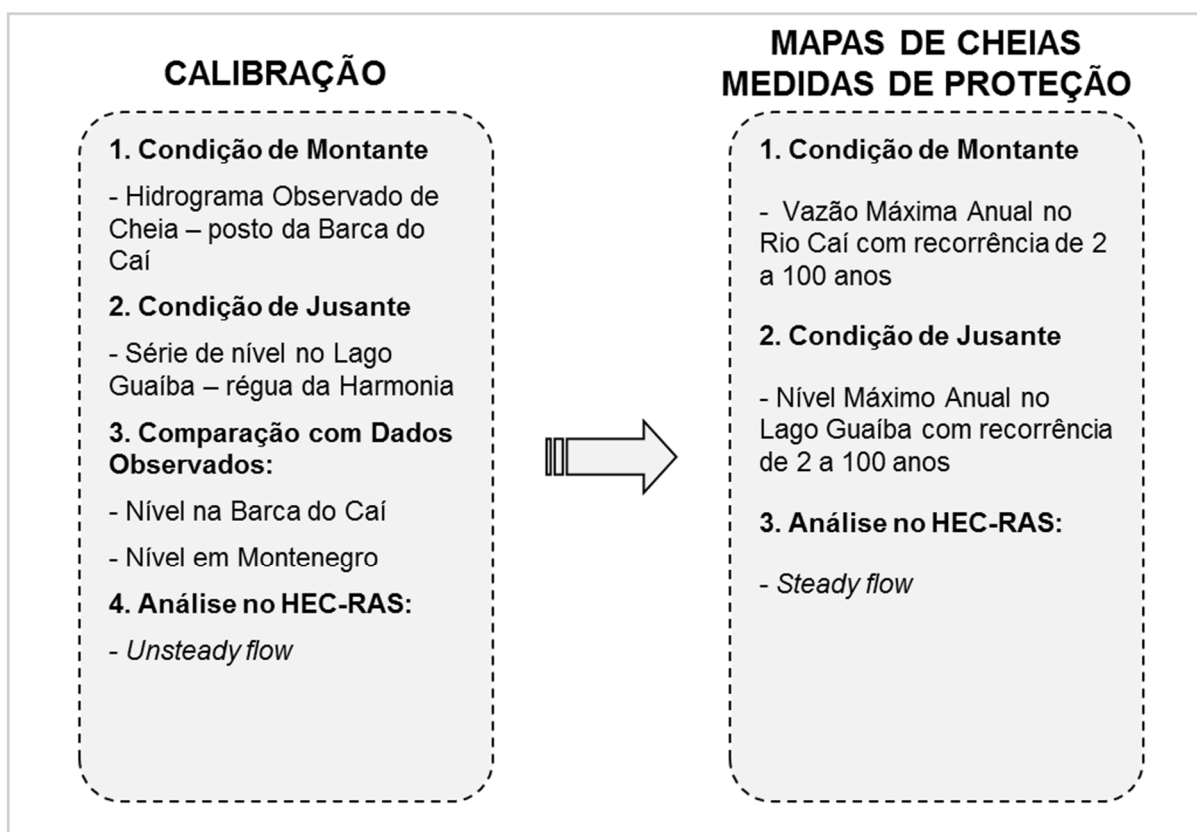 CALIBRAÇÃO
1. Condição de Montante
- Hidrograma Observado de
Cheia – posto da Barca do
Caí
2. Condição de Jusante
- Série de nível no Lago
Guaíba – régua da Harmonia
3. Comparação com Dados
Observados:
- Nível na Barca do Caí
- Nível em Montenegro
4. Análise no HEC-RAS:
- Unsteady flow
MAPAS DE CHEIAS
MEDIDAS DE PROTEÇÃO
1. Condição de Montante
- Vazão Máxima Anual no
Rio Caí com recorrência de 2
a 100 anos
2. Condição de Jusante
- Nível Máximo Anual no
Lago Guaíba com recorrência
de 2 a 100 anos
3. Análise no HEC-RAS:
- Steady flow